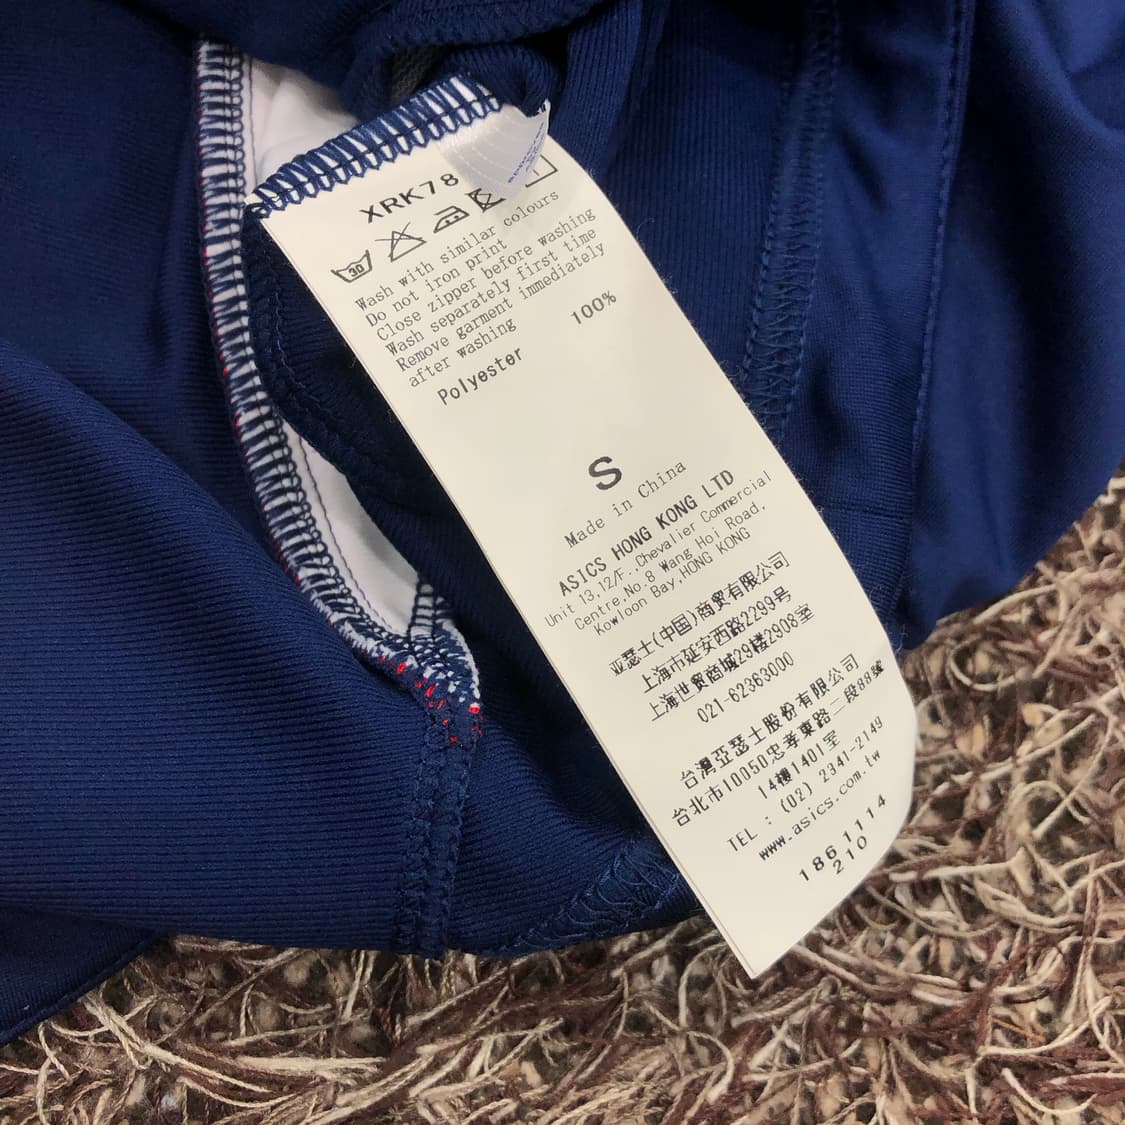 XRK78
30
Wash with similar colours
Do not iron print
Close zipper before washing
Wash separately first time
Remove garment immediately
after washing
100%
Polyester
S
Made in China
ASICS HONG KONG LTD
Unit 13,12/F.,Chevalier Commercial
Centre,No.8 Wang Hoi Road,
Kowloon Bay,HONG KONG
亚瑟士(中国)商贸有限公司
上海市延安西路2299号
上海世贸商城29楼2908室
021-62363000
台灣亞瑟士股份有限公司
台北市10050忠孝東路二段88號
14樓1401室
TEL : (02) 2341-2149
www.asics.com.tw
186 1114
210